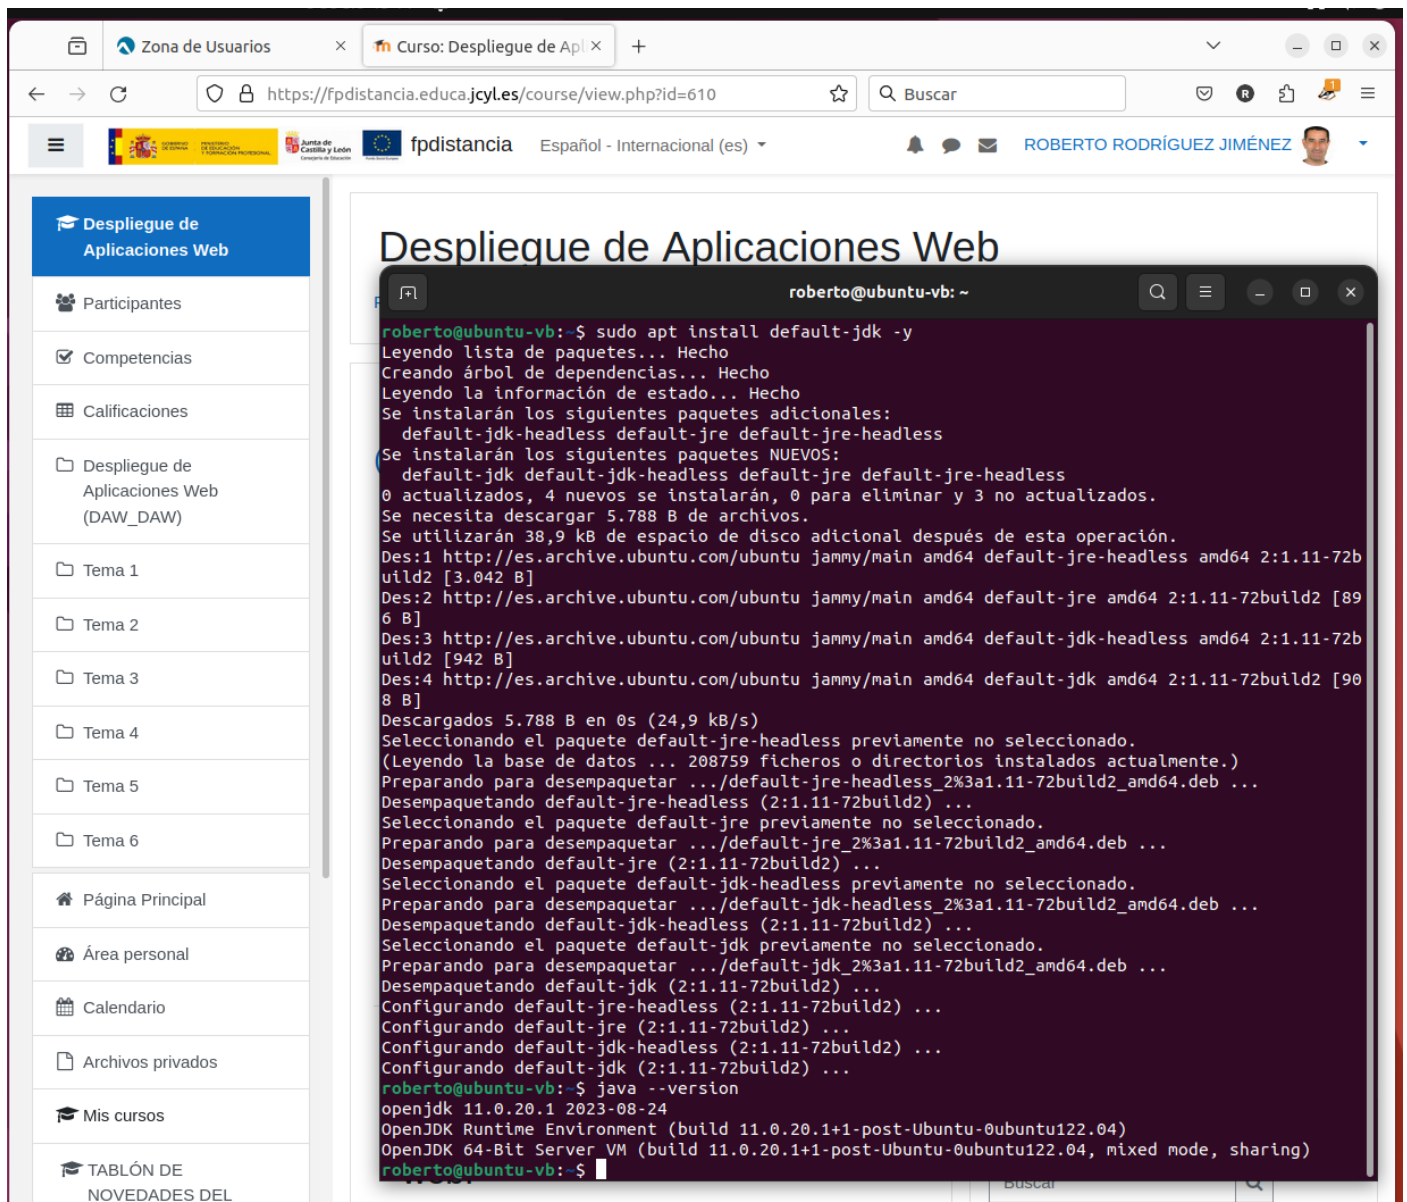 Zona de Usuarios
Curso: Despliegue de Apl
https://fpdistancia.educa.jcyl.es/course/view.php?id=610
Buscar
Junta de
Castilla y León
fpdistancia
Español - Internacional (es)
ROBERTO RODRÍGUEZ JIMÉNEZ
Despliegue de
Aplicaciones Web
Participantes
Competencias
Calificaciones
Despliegue de
Aplicaciones Web
(DAW_DAW)
Tema 1
Tema 2
Tema 3
Tema 4
Tema 5
Tema 6
Página Principal
Área personal
Calendario
Archivos privados
Mis cursos
TABLÓN DE
NOVEDADES DEL
Despliegue de Aplicaciones Web
roberto@ubuntu-vb: ~
roberto@ubuntu-vb:~$ sudo apt install default-jdk -y
Leyendo lista de paquetes... Hecho
Creando árbol de dependencias... Hecho
Leyendo la información de estado... Hecho
Se instalarán los siguientes paquetes adicionales:
  default-jdk-headless default-jre default-jre-headless
Se instalarán los siguientes paquetes NUEVOS:
  default-jdk default-jdk-headless default-jre default-jre-headless
0 actualizados, 4 nuevos se instalarán, 0 para eliminar y 3 no actualizados.
Se necesita descargar 5.788 B de archivos.
Se utilizarán 38,9 kB de espacio de disco adicional después de esta operación.
Des:1 http://es.archive.ubuntu.com/ubuntu jammy/main amd64 default-jre-headless amd64 2:1.11-72b
uild2 [3.042 B]
Des:2 http://es.archive.ubuntu.com/ubuntu jammy/main amd64 default-jre amd64 2:1.11-72build2 [89
6 B]
Des:3 http://es.archive.ubuntu.com/ubuntu jammy/main amd64 default-jdk-headless amd64 2:1.11-72b
uild2 [942 B]
Des:4 http://es.archive.ubuntu.com/ubuntu jammy/main amd64 default-jdk amd64 2:1.11-72build2 [90
8 B]
Descargados 5.788 B en 0s (24,9 kB/s)
Seleccionando el paquete default-jre-headless previamente no seleccionado.
(Leyendo la base de datos ... 208759 ficheros o directorios instalados actualmente.)
Preparando para desempaquetar .../default-jre-headless_2%3a1.11-72build2_amd64.deb ...
Desempaquetando default-jre-headless (2:1.11-72build2) ...
Seleccionando el paquete default-jre previamente no seleccionado.
Preparando para desempaquetar .../default-jre_2%3a1.11-72build2_amd64.deb ...
Desempaquetando default-jre (2:1.11-72build2) ...
Seleccionando el paquete default-jdk-headless previamente no seleccionado.
Preparando para desempaquetar .../default-jdk-headless_2%3a1.11-72build2_amd64.deb ...
Desempaquetando default-jdk-headless (2:1.11-72build2) ...
Seleccionando el paquete default-jdk previamente no seleccionado.
Preparando para desempaquetar .../default-jdk_2%3a1.11-72build2_amd64.deb ...
Desempaquetando default-jdk (2:1.11-72build2) ...
Configurando default-jre-headless (2:1.11-72build2) ...
Configurando default-jre (2:1.11-72build2) ...
Configurando default-jdk-headless (2:1.11-72build2) ...
Configurando default-jdk (2:1.11-72build2) ...
roberto@ubuntu-vb:~$ java --version
openjdk 11.0.20.1 2023-08-24
OpenJDK Runtime Environment (build 11.0.20.1+1-post-Ubuntu-0ubuntu122.04)
OpenJDK 64-Bit Server VM (build 11.0.20.1+1-post-Ubuntu-0ubuntu122.04, mixed mode, sharing)
roberto@ubuntu-vb:~$
Buscar